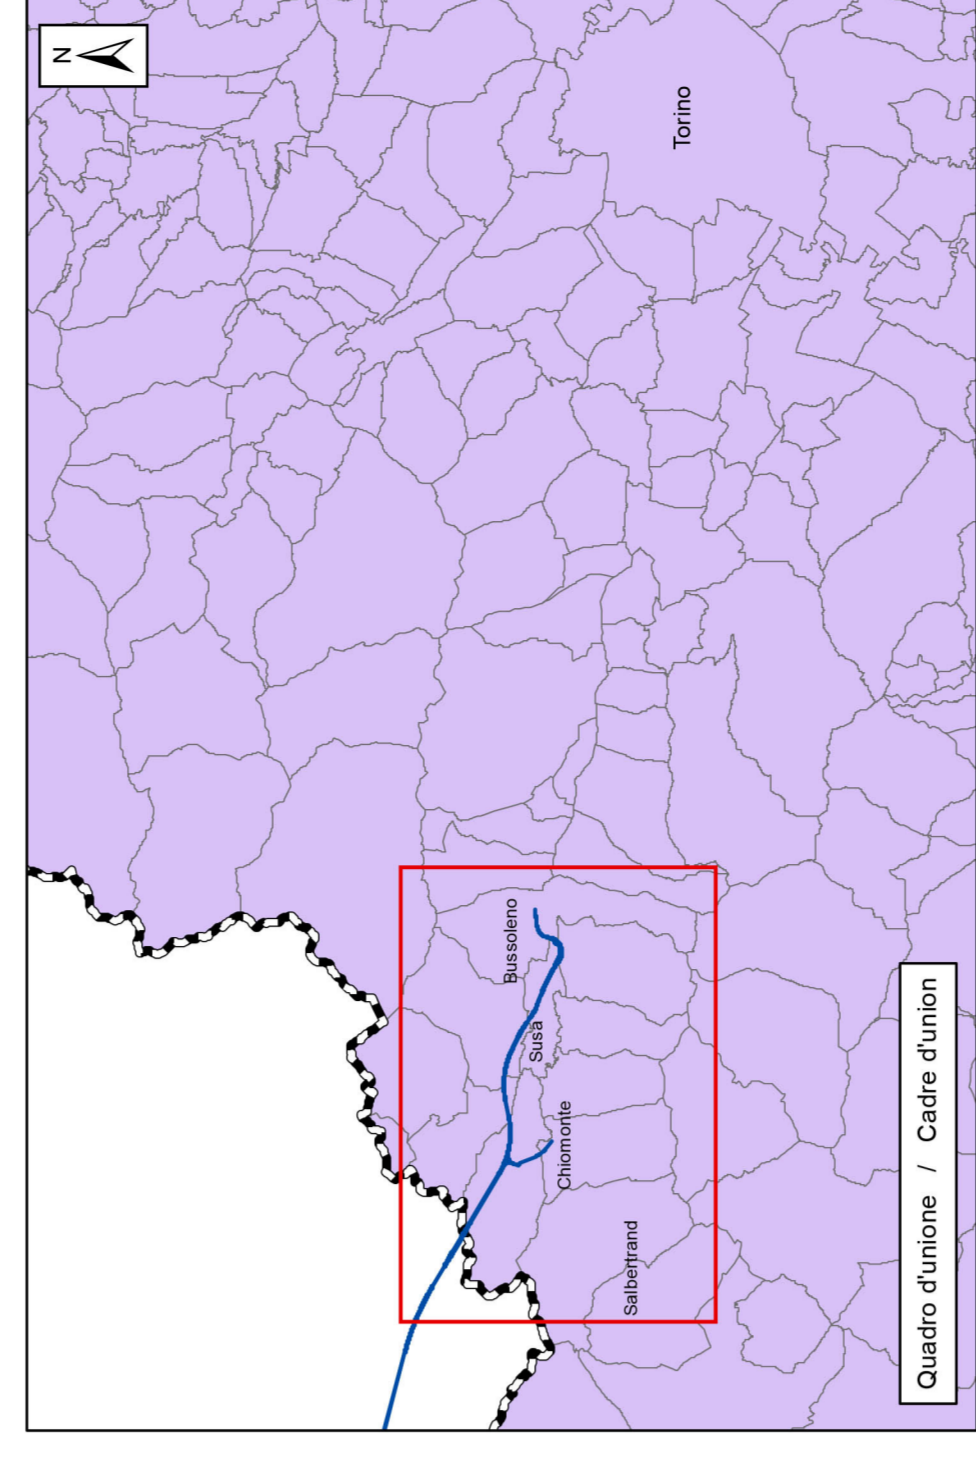 N
Torino
Bussoleno
Susa
Chiomonte
Salbertrand
Quadro d'unione / Cadre d'union